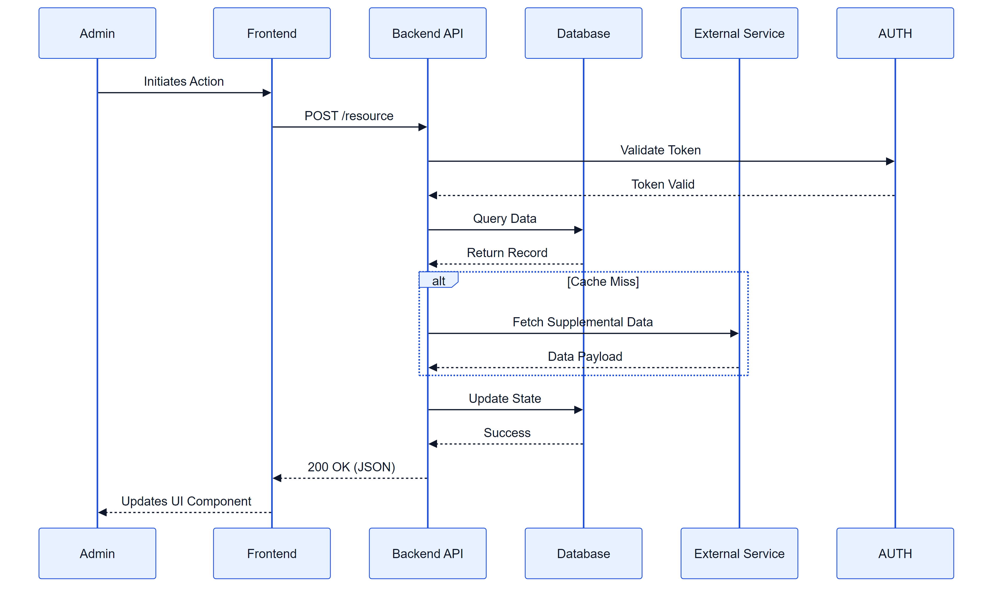 Admin
Frontend
Backend API
Database
External Service
AUTH
Initiates Action
POST /resource
Validate Token
Token Valid
Query Data
Return Record
alt
[Cache Miss]
Fetch Supplemental Data
Data Payload
Update State
Success
200 OK (JSON)
Updates UI Component
Admin
Frontend
Backend API
Database
External Service
AUTH